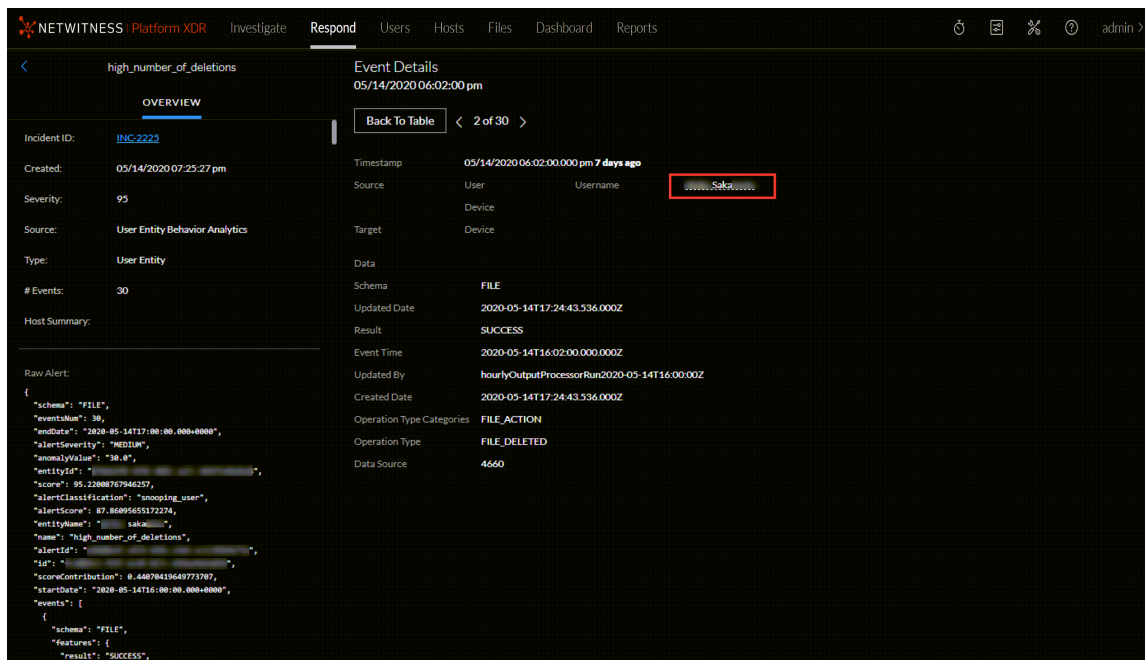 NETWITNESS Platform XDR Investigate Respond Users Hosts Files Dashboard Reports admin >
high_number_of_deletions
OVERVIEW
Incident ID: INC-2225
Created: 05/14/2020 07:25:27 pm
Severity: 95
Source: User Entity Behavior Analytics
Type: User Entity
# Events: 30
Host Summary:
Raw Alert:
{
"schema": "FILE",
"eventsNum": 30,
"endDate": "2020-05-14T17:00:00.000+0000",
"alertSeverity": "MEDIUM",
"anomalyValue": "30.0",
"entityId": "
",
"score": 95.22008767946257,
"alertClassification": "snooping_user",
"alertScore": 87.86095655172274,
"entityName": " saka ",
"name": "high_number_of_deletions",
"alertId": " ",
"id": " ",
"scoreContribution": 0.44070419649773707,
"startDate": "2020-05-14T16:00:00.000+0000",
"events": [
{
"schema": "FILE",
"features": {
"result": "SUCCESS",
Event Details
05/14/2020 06:02:00 pm
Back To Table < 2 of 30 >
Timestamp 05/14/2020 06:02:00.000 pm 7 days ago
Source User Username Saka
Device
Target Device
Data
Schema FILE
Updated Date 2020-05-14T17:24:43.536.000Z
Result SUCCESS
Event Time 2020-05-14T16:02:00.000.000Z
Updated By hourlyOutputProcessorRun2020-05-14T16:00:00Z
Created Date 2020-05-14T17:24:43.536.000Z
Operation Type Categories FILE_ACTION
Operation Type FILE_DELETED
Data Source 4660